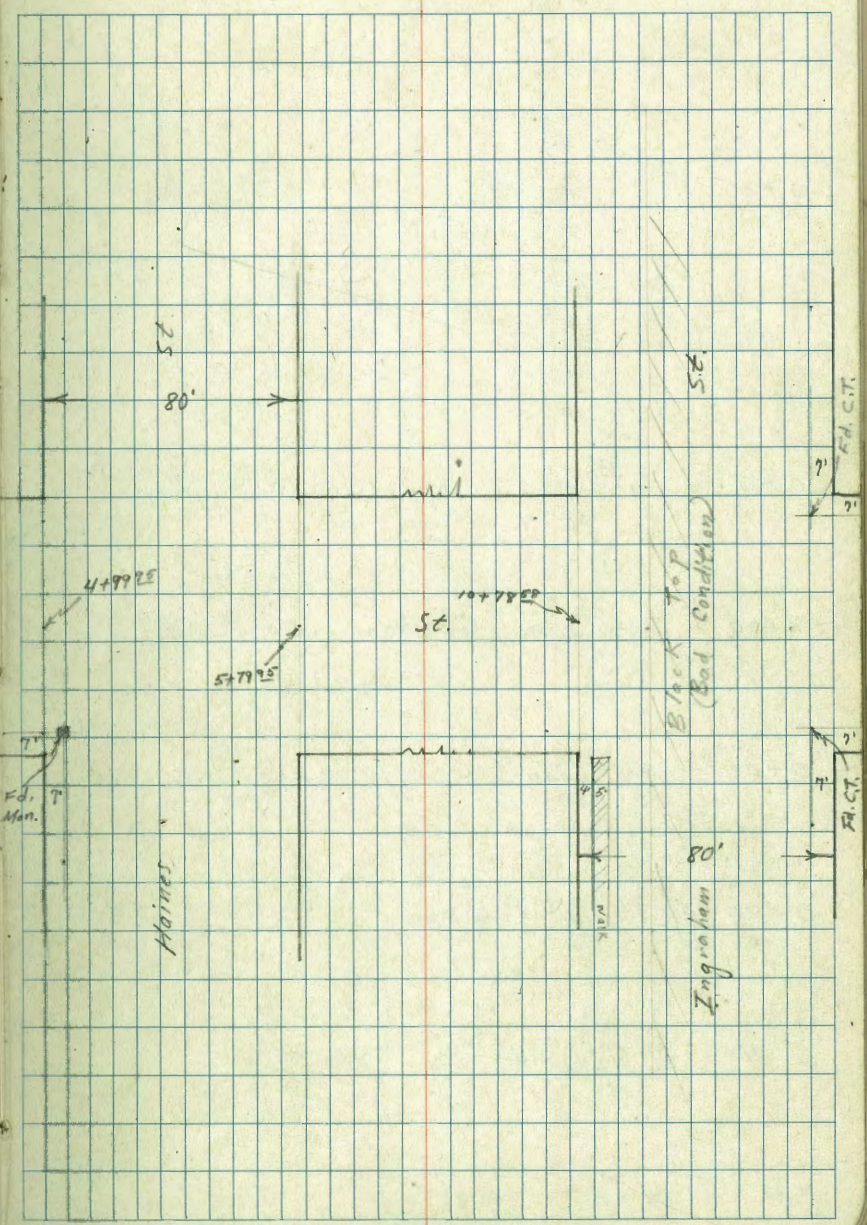 St
80'
St.
Fd. C.T.
7'
7'
4+99 95
10+78 58
St.
5+79 95
Black Top
(Bad Condition)
7'
7'
Fd.
Mon.
7'
7'
Fd. C.T.
4
5
walk
80'
Haines
Ingraham